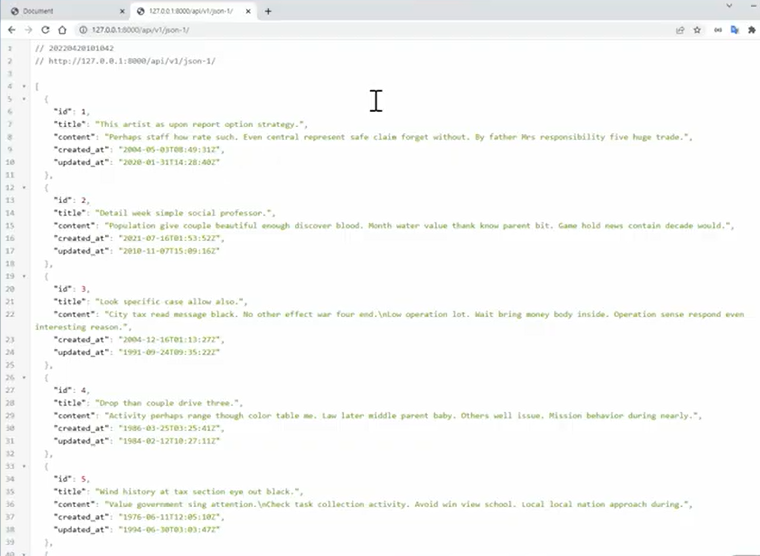 Document
127.0.0.1:8000/api/v1/json-1/
127.0.0.1:8000/api/v1/json-1/
1 // 20220420101042
2 // http://127.0.0.1:8000/api/v1/json-1/
3
4 [
5 {
6 "id": 1,
7 "title": "This artist as upon report option strategy.",
8 "content": "Perhaps staff how rate such. Even central represent safe claim forget without. By father Mrs responsibility five huge trade.",
9 "created_at": "2004-05-03T08:49:31Z",
10 "updated_at": "2020-01-31T14:28:40Z"
11 },
12 {
13 "id": 2,
14 "title": "Detail week simple social professor.",
15 "content": "Population give couple beautiful enough discover blood. Month water value thank know parent bit. Game hold news contain decade would.",
16 "created_at": "2021-07-16T01:53:52Z",
17 "updated_at": "2010-11-07T15:09:16Z"
18 },
19 {
20 "id": 3,
21 "title": "Look specific case allow also.",
22 "content": "City tax read message black. No other effect war four end.\nLow operation lot. Wait bring money body inside. Operation sense respond even
interesting reason.",
23 "created_at": "2004-12-16T01:13:27Z",
24 "updated_at": "1991-09-24T09:35:22Z"
25 },
26 {
27 "id": 4,
28 "title": "Drop than couple drive three.",
29 "content": "Activity perhaps range though color table me. Law later middle parent baby. Others well issue. Mission behavior during nearly.",
30 "created_at": "1986-03-25T03:25:41Z",
31 "updated_at": "1984-02-12T10:27:11Z"
32 },
33 {
34 "id": 5,
35 "title": "Wind history at tax section eye out black.",
36 "content": "Value government sing attention.\nCheck task collection activity. Avoid win view school. Local local nation approach during.",
37 "created_at": "1976-06-11T12:05:10Z",
38 "updated_at": "1994-06-30T03:03:47Z"
39 },
40 {